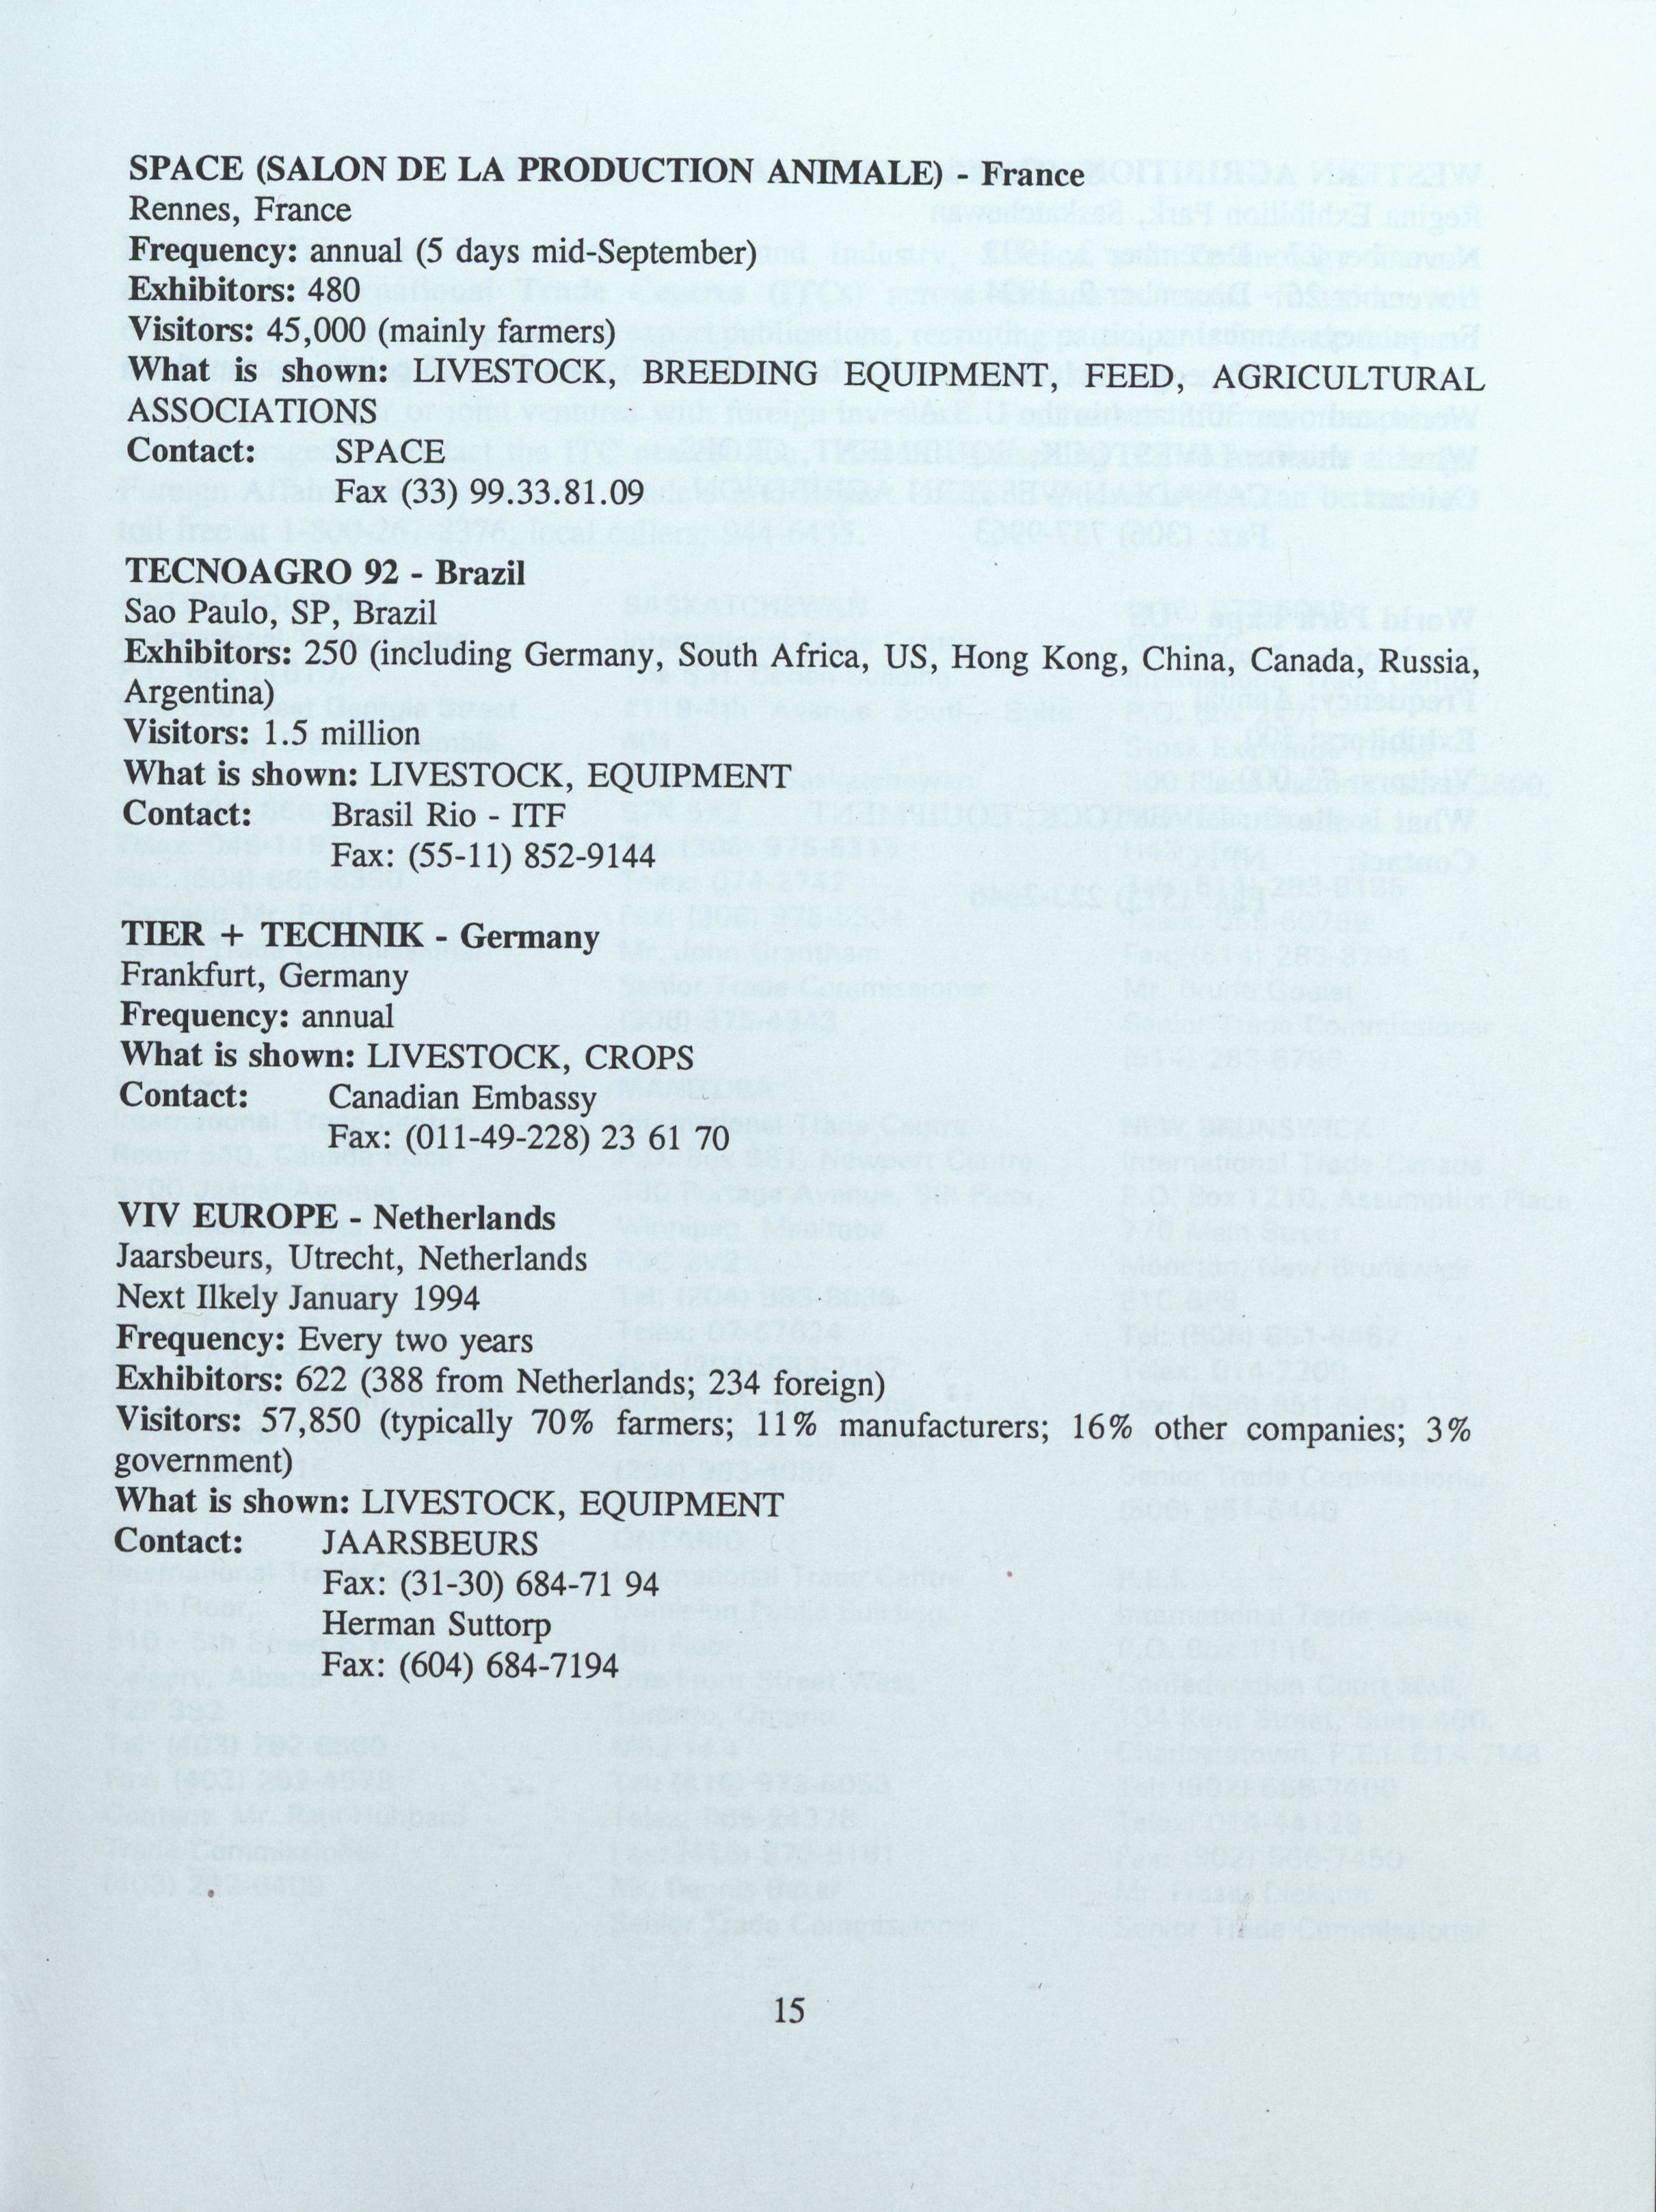 SPACE (SALON DE LA PRODUCTION ANIMALE) - France
Rennes, France
Frequency: annual (5 days mid-September)
Exhibitors: 480
Visitors: 45,000 (mainly farmers)
What is shown: LIVESTOCK, BREEDING EQUIPMENT, FEED, AGRICULTURAL
ASSOCIATIONS
Contact: SPACE
Fax (33) 99.33.81.09
TECNOAGRO 92 - Brazil
Sao Paulo, SP, Brazil
Exhibitors: 250 (including Germany, South Africa, US, Hong Kong, China, Canada, Russia,
Argentina)
Visitors: 1.5 million
What is shown: LIVESTOCK, EQUIPMENT
Contact: Brasil Rio - ITF
Fax: (55-11) 852-9144
TIER + TECHNIK - Germany
Frankfurt, Germany
Frequency: annual
What is shown: LIVESTOCK, CROPS
Contact: Canadian Embassy
Fax: (011-49-228) 23 61 70
VIV EUROPE - Netherlands
Jaarsbeurs, Utrecht, Netherlands
Next Ilkely January 1994
Frequency: Every two years
Exhibitors: 622 (388 from Netherlands; 234 foreign)
Visitors: 57,850 (typically 70% farmers; 11% manufacturers; 16% other companies; 3%
government)
What is shown: LIVESTOCK, EQUIPMENT
Contact: JAARSBEURS
Fax: (31-30) 684-71 94
Herman Suttorp
Fax: (604) 684-7194
15